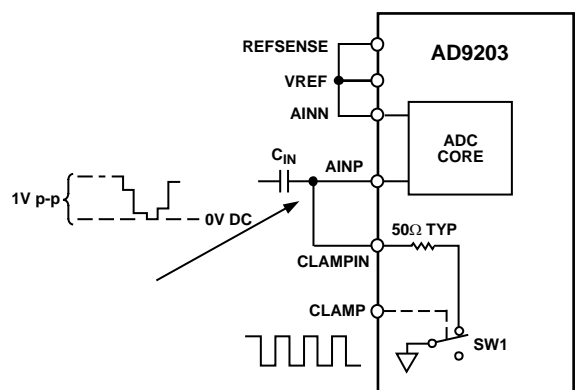 REFSENSE
AD9203
VREF
AINN
ADC
CORE
C_IN
AINP
1V p-p
0V DC
50Ω TYP
CLAMPIN
CLAMP
SW1